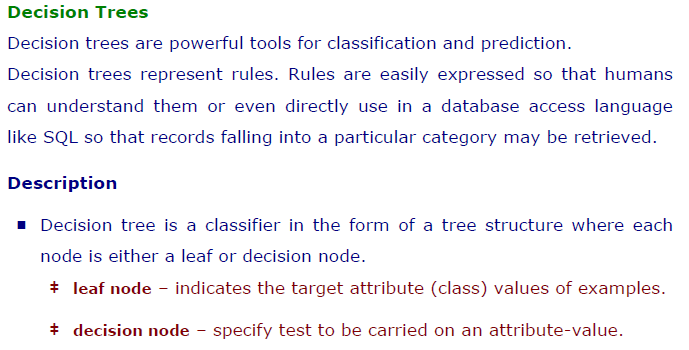 Decision Trees
Decision trees are powerful tools for classification and prediction.
Decision trees represent rules. Rules are easily expressed so that humans
can understand them or even directly use in a database access language
like SQL so that records falling into a particular category may be retrieved.
Description
▪ Decision tree is a classifier in the form of a tree structure where each
node is either a leaf or decision node.
‡ leaf node – indicates the target attribute (class) values of examples.
‡ decision node – specify test to be carried on an attribute-value.